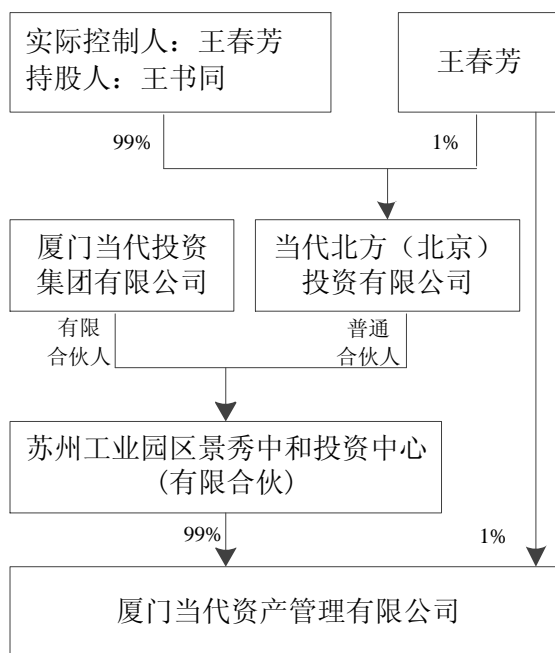 实际控制人：王春芳
持股人：王书同
王春芳
99%
1%
厦门当代投资
集团有限公司
当代北方（北京）
投资有限公司
有限
合伙人
普通
合伙人
苏州工业园区景秀中和投资中心
(有限合伙)
99%
1%
厦门当代资产管理有限公司